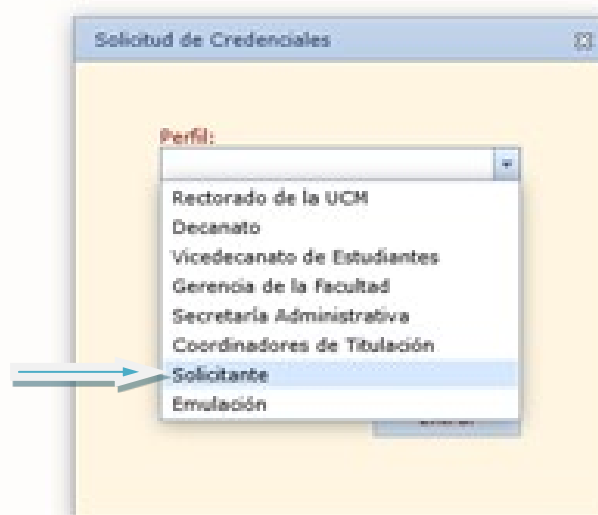 Solicitud de Credenciales
Perfil:
Rectorado de la UCM
Decanato
Vicedecanato de Estudiantes
Gerencia de la Facultad
Secretaría Administrativa
Coordinadores de Titulación
Solicitante
Emulación